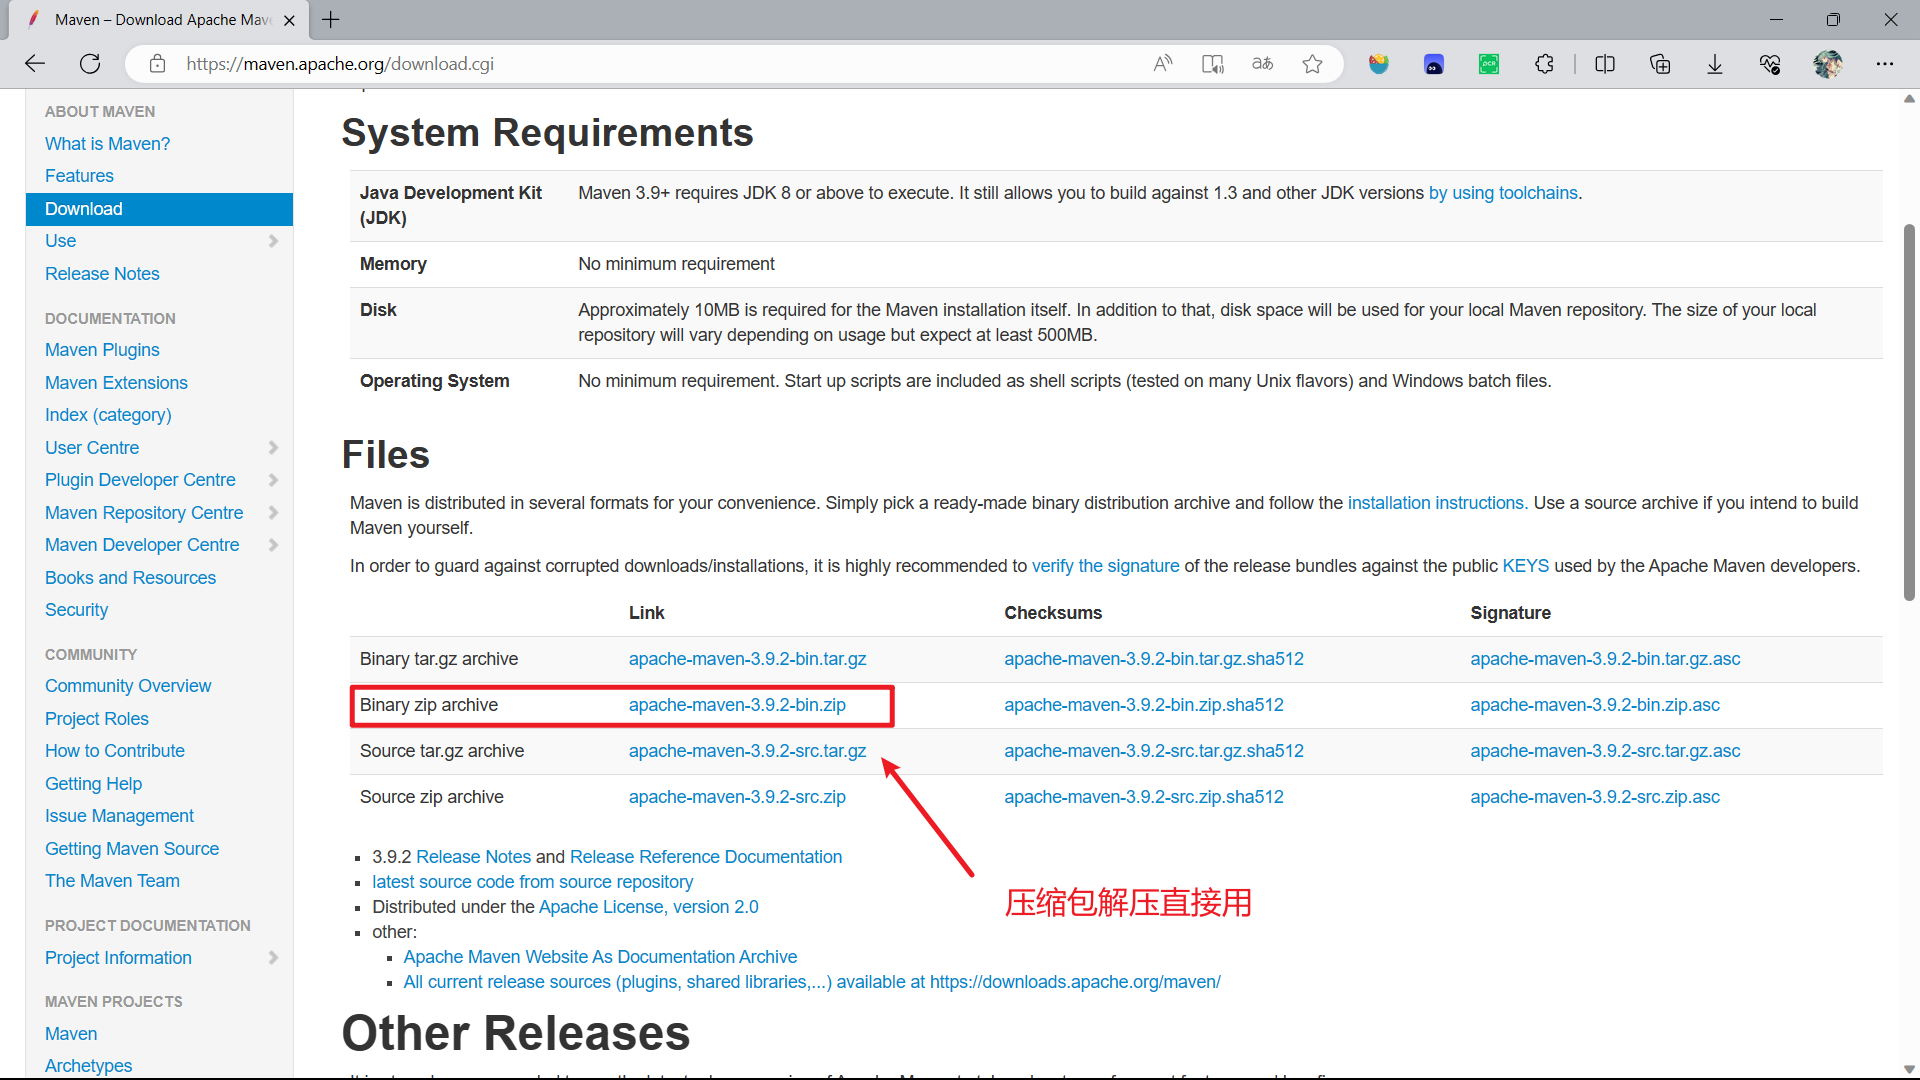 Maven – Download Apache Mav
https://maven.apache.org/download.cgi
ABOUT MAVEN
What is Maven?
Features
Download
Use
Release Notes
DOCUMENTATION
Maven Plugins
Maven Extensions
Index (category)
User Centre
Plugin Developer Centre
Maven Repository Centre
Maven Developer Centre
Books and Resources
Security
COMMUNITY
Community Overview
Project Roles
How to Contribute
Getting Help
Issue Management
Getting Maven Source
The Maven Team
PROJECT DOCUMENTATION
Project Information
MAVEN PROJECTS
Maven
Archetypes
System Requirements
Java Development Kit (JDK) Maven 3.9+ requires JDK 8 or above to execute. It still allows you to build against 1.3 and other JDK versions by using toolchains.
Memory No minimum requirement
Disk Approximately 10MB is required for the Maven installation itself. In addition to that, disk space will be used for your local Maven repository. The size of your local
repository will vary depending on usage but expect at least 500MB.
Operating System No minimum requirement. Start up scripts are included as shell scripts (tested on many Unix flavors) and Windows batch files.
Files
Maven is distributed in several formats for your convenience. Simply pick a ready-made binary distribution archive and follow the installation instructions. Use a source archive if you intend to build
Maven yourself.
In order to guard against corrupted downloads/installations, it is highly recommended to verify the signature of the release bundles against the public KEYS used by the Apache Maven developers.
Link Checksums Signature
Binary tar.gz archive apache-maven-3.9.2-bin.tar.gz apache-maven-3.9.2-bin.tar.gz.sha512 apache-maven-3.9.2-bin.tar.gz.asc
Binary zip archive apache-maven-3.9.2-bin.zip apache-maven-3.9.2-bin.zip.sha512 apache-maven-3.9.2-bin.zip.asc
Source tar.gz archive apache-maven-3.9.2-src.tar.gz apache-maven-3.9.2-src.tar.gz.sha512 apache-maven-3.9.2-src.tar.gz.asc
Source zip archive apache-maven-3.9.2-src.zip apache-maven-3.9.2-src.zip.sha512 apache-maven-3.9.2-src.zip.asc
3.9.2 Release Notes and Release Reference Documentation
latest source code from source repository
Distributed under the Apache License, version 2.0
other:
Apache Maven Website As Documentation Archive
All current release sources (plugins, shared libraries,...) available at https://downloads.apache.org/maven/
压缩包解压直接用
Other Releases